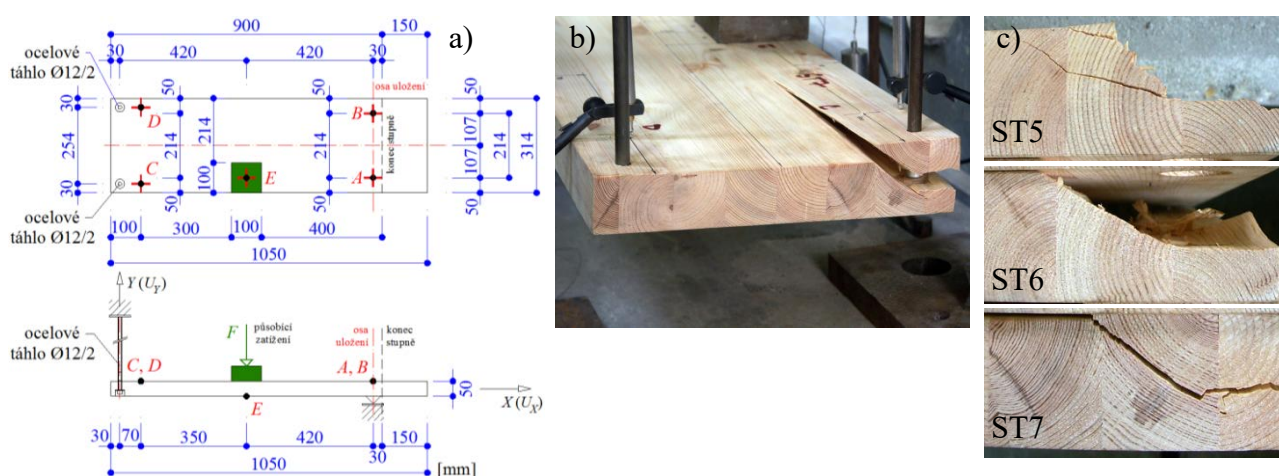 900
150
30
420
420
30
a)
ocelové
táhlo Ø12/2
50
50
osa uložení
50
30
D
B
254
214
214
214
107
214
314
konec stupně
107
C
100
E
A
30
50
50
50
ocelové
táhlo Ø12/2
100
300
100
400
1050
Y (U_Y)
ocelové
táhlo Ø12/2
F
působící
zatížení
osa
uložení
konec
stupně
C, D
A, B
50
E
X (U_X)
30
70
350
420
150
30
1050
[mm]
b)
c)
ST5
ST6
ST7